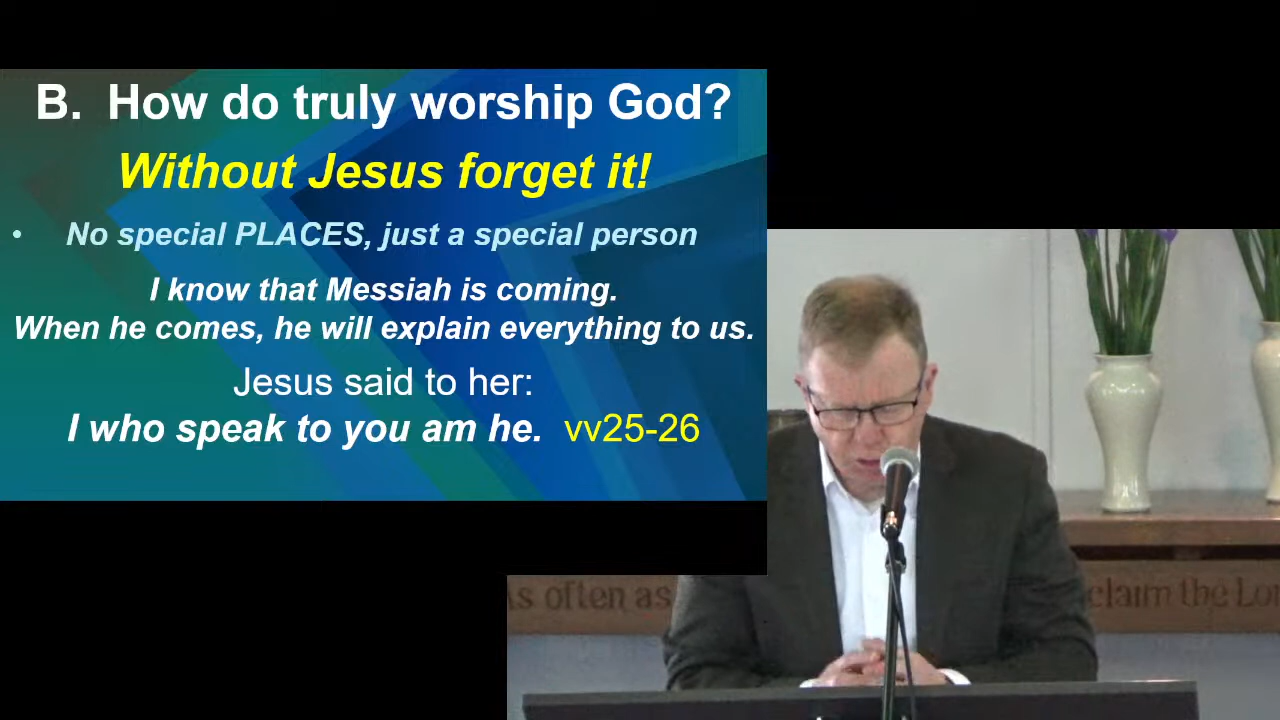 B. How do truly worship God?
Without Jesus forget it!
• No special PLACES, just a special person
I know that Messiah is coming.
When he comes, he will explain everything to us.
Jesus said to her:
I who speak to you am he. vv25-26
As often as claim the Lor